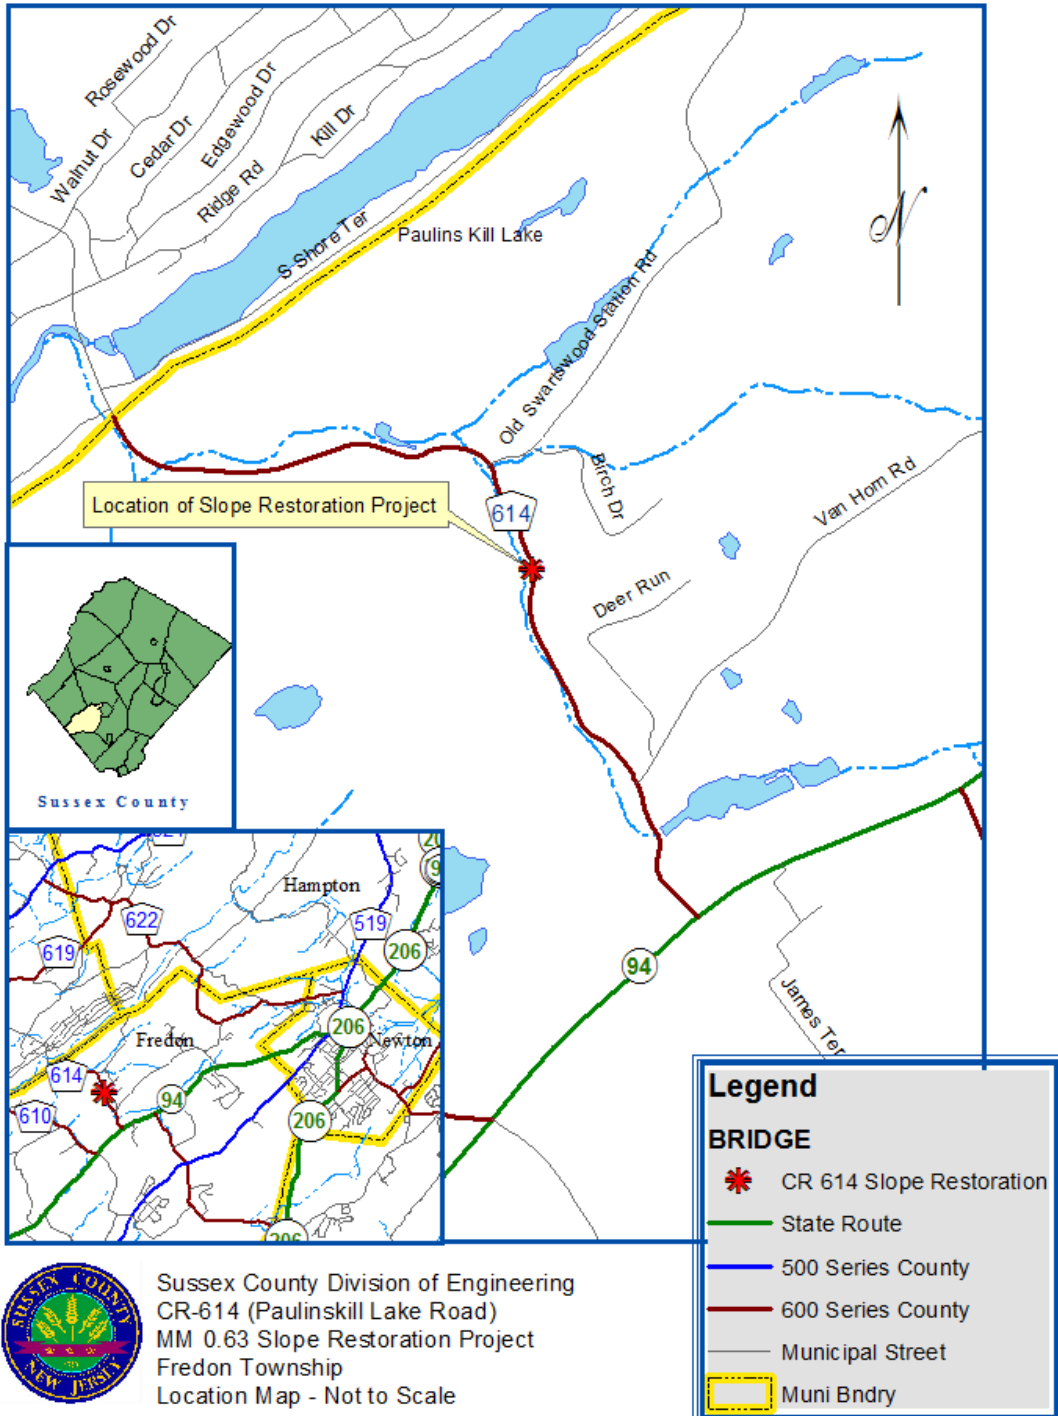 Rosewood Dr
Walnut Dr
Cedar Dr
Edgewood Dr
Kill Dr
Ridge Rd
S Shore Ter
Paulins Kill Lake
N
Old Swartswood Station Rd
Birch Dr
Van Horn Rd
Location of Slope Restoration Project
614
Deer Run
Sussex County
94
James Ter
Hampton
622
519
619
206
206
Fredon
Newton
614
94
610
206
206
Legend
BRIDGE
CR 614 Slope Restoration
State Route
500 Series County
600 Series County
Municipal Street
Muni Bndry
SUSSEX COUNTY
NEW JERSEY
Sussex County Division of Engineering
CR-614 (Paulinskill Lake Road)
MM 0.63 Slope Restoration Project
Fredon Township
Location Map - Not to Scale